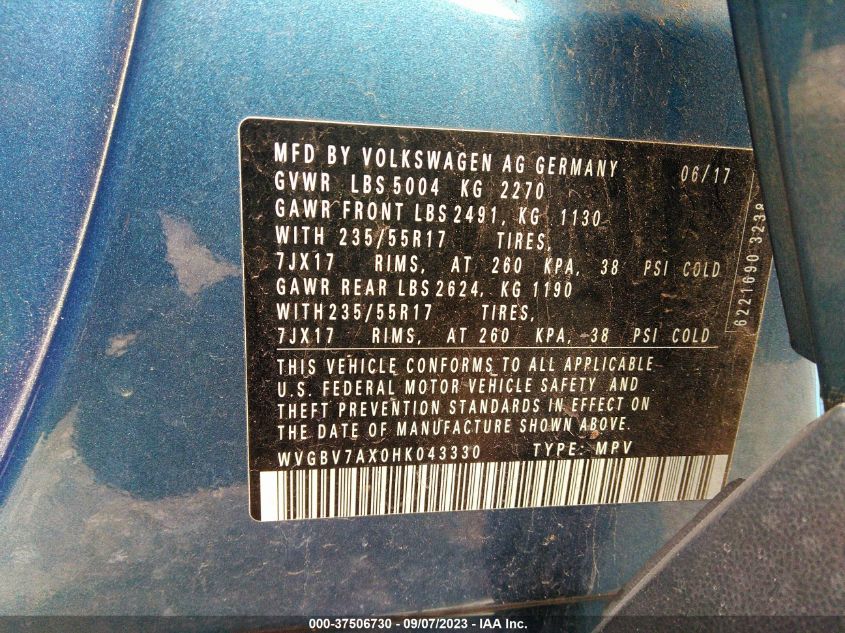 MFD BY VOLKSWAGEN AG GERMANY 06/17
GVWR LBS 5004 KG 2270
GAWR FRONT LBS 2491, KG 1130
WITH 235/55R17 TIRES,
7JX17 RIMS, AT 260 KPA, 38 PSI COLD
GAWR REAR LBS 2624, KG 1190
WITH 235/55R17 TIRES,
7JX17 RIMS, AT 260 KPA, 38 PSI COLD
THIS VEHICLE CONFORMS TO ALL APPLICABLE
U.S. FEDERAL MOTOR VEHICLE SAFETY AND
THEFT PREVENTION STANDARDS IN EFFECT ON
THE DATE OF MANUFACTURE SHOWN ABOVE.
WVGBV7AX0HK043330 TYPE: MPV
6221690 3238
000-37506730 - 09/07/2023 - IAA Inc.